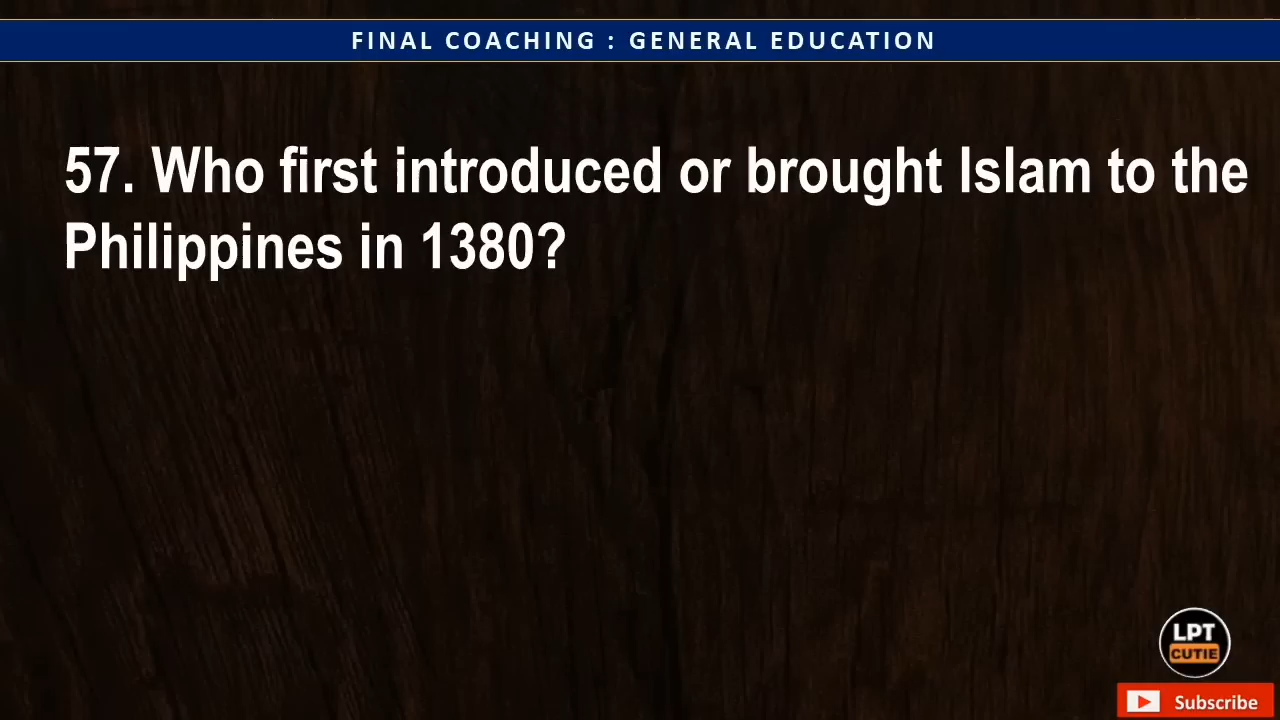 FINAL COACHING : GENERAL EDUCATION
57. Who first introduced or brought Islam to the
Philippines in 1380?
LPT
CUTIE
Subscribe